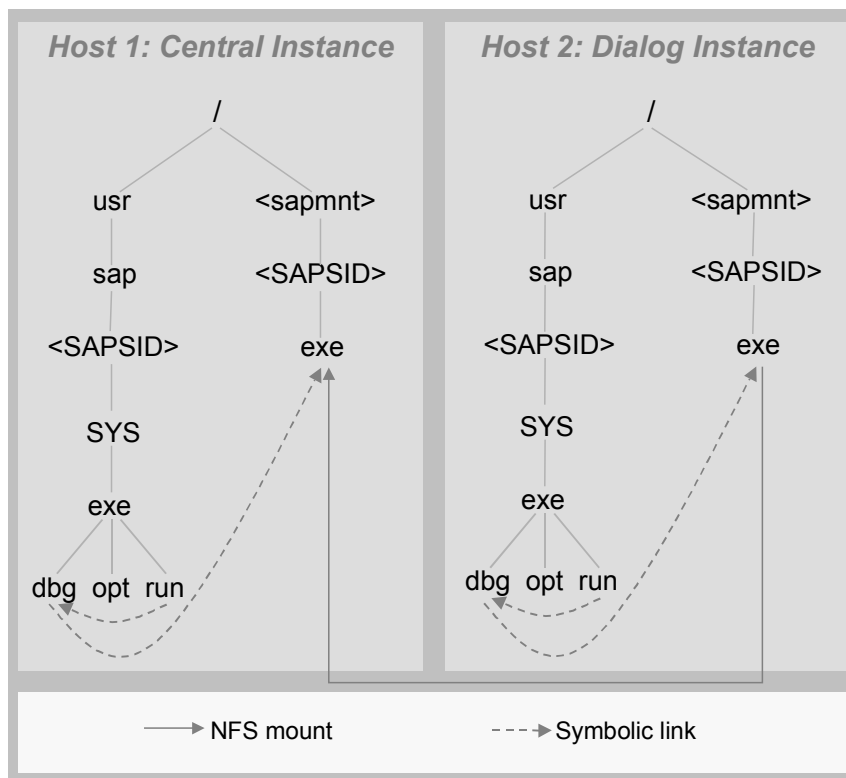 Host 1: Central Instance
/
usr <sapmnt>
sap <SAPSID>
<SAPSID> exe
SYS
exe
dbg opt run
Host 2: Dialog Instance
/
usr <sapmnt>
sap <SAPSID>
<SAPSID> exe
SYS
exe
dbg opt run
NFS mount
Symbolic link